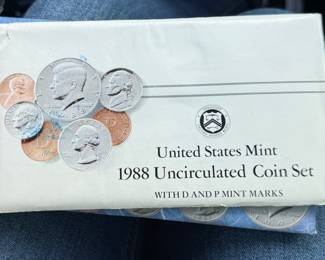 United States Mint
1988 Uncirculated Coin Set
WITH D AND P MINT MARKS